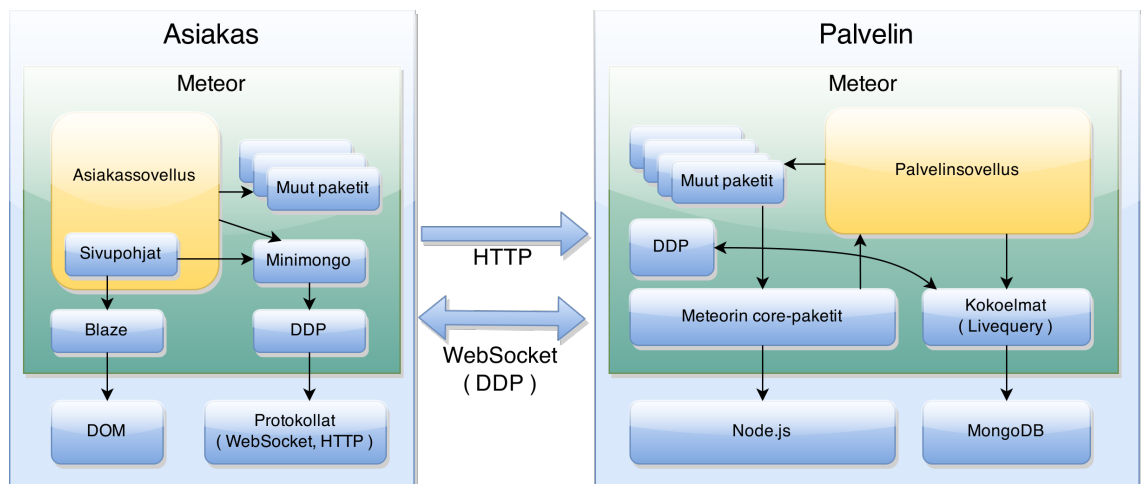 Asiakas
Meteor
Asiakassovellus
Muut paketit
Sivupohjat
Minimongo
Blaze
DDP
DOM
Protokollat
( WebSocket, HTTP )
HTTP
WebSocket
( DDP )
Palvelin
Meteor
Muut paketit
Palvelinsovellus
DDP
Meteorin core-paketit
Kokoelmat
( Livequery )
Node.js
MongoDB